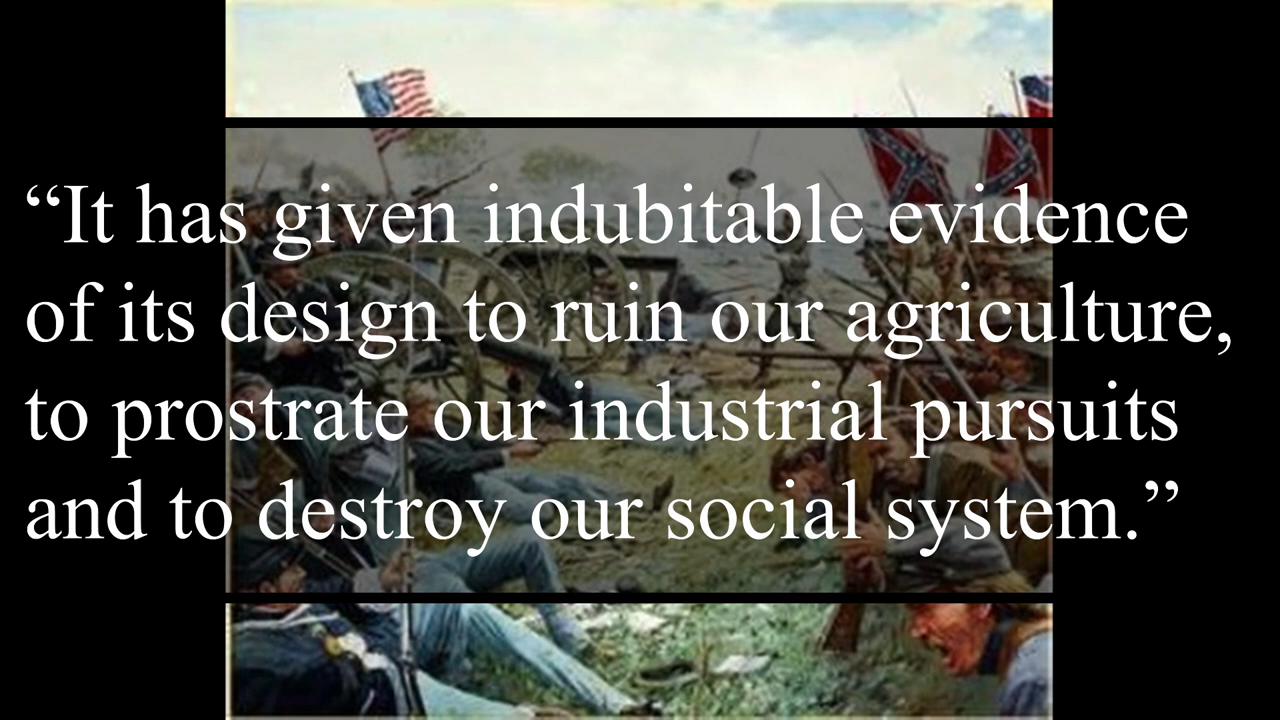 “It has given indubitable evidence
of its design to ruin our agriculture,
to prostrate our industrial pursuits
and to destroy our social system.”